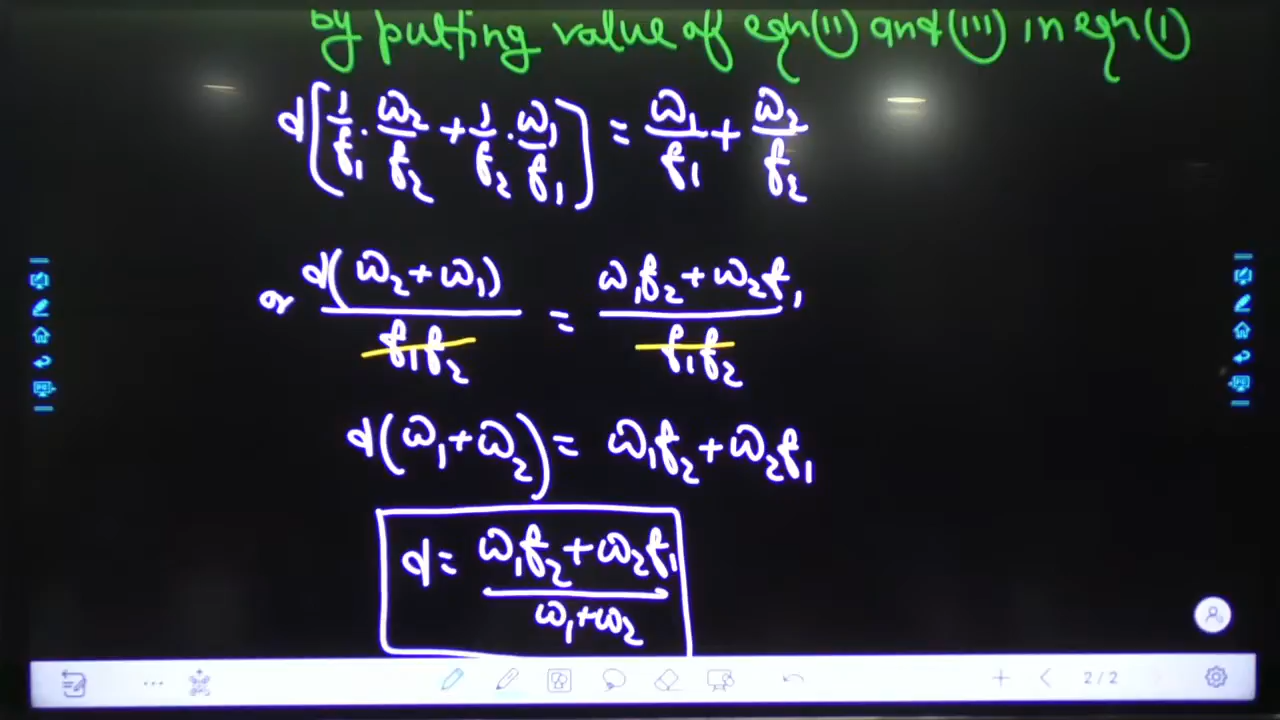 by putting value of eqn(ii) and (iii) in eqn(i)
d[1/f₁ · ω₂/f₂ + 1/f₂ · ω₁/f₁] = ω₁/f₁ + ω₂/f₂
or d(ω₂+ω₁)/f₁f₂ = ω₁f₂+ω₂f₁/f₁f₂
d(ω₁+ω₂) = ω₁f₂+ω₂f₁
d = ω₁f₂+ω₂f₁/ω₁+ω₂
2/2